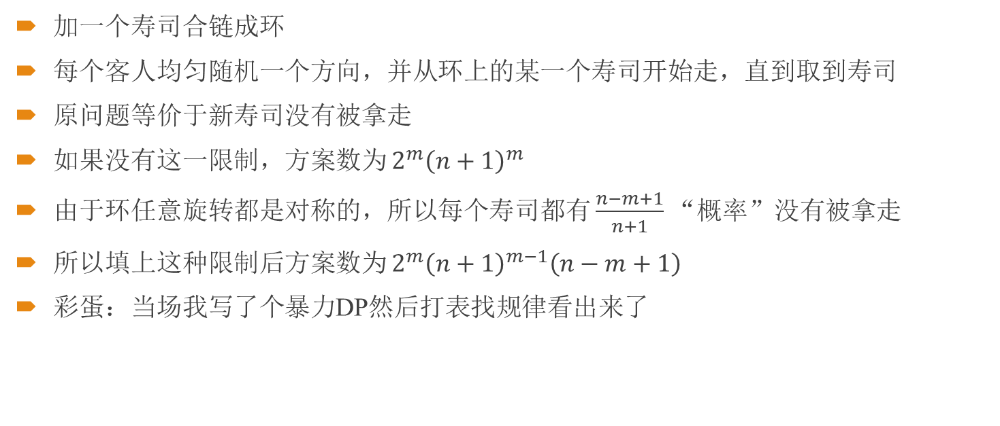 加一个寿司合链成环
每个客人均匀随机一个方向，并从环上的某一个寿司开始走，直到取到寿司
原问题等价于新寿司没有被拿走
如果没有这一限制，方案数为 $2^m(n+1)^m$
由于环任意旋转都是对称的，所以每个寿司都有 $\frac{n-m+1}{n+1}$ “概率”没有被拿走
所以填上这种限制后方案数为 $2^m(n+1)^{m-1}(n-m+1)$
彩蛋：当场我写了个暴力DP然后打表找规律看出来了